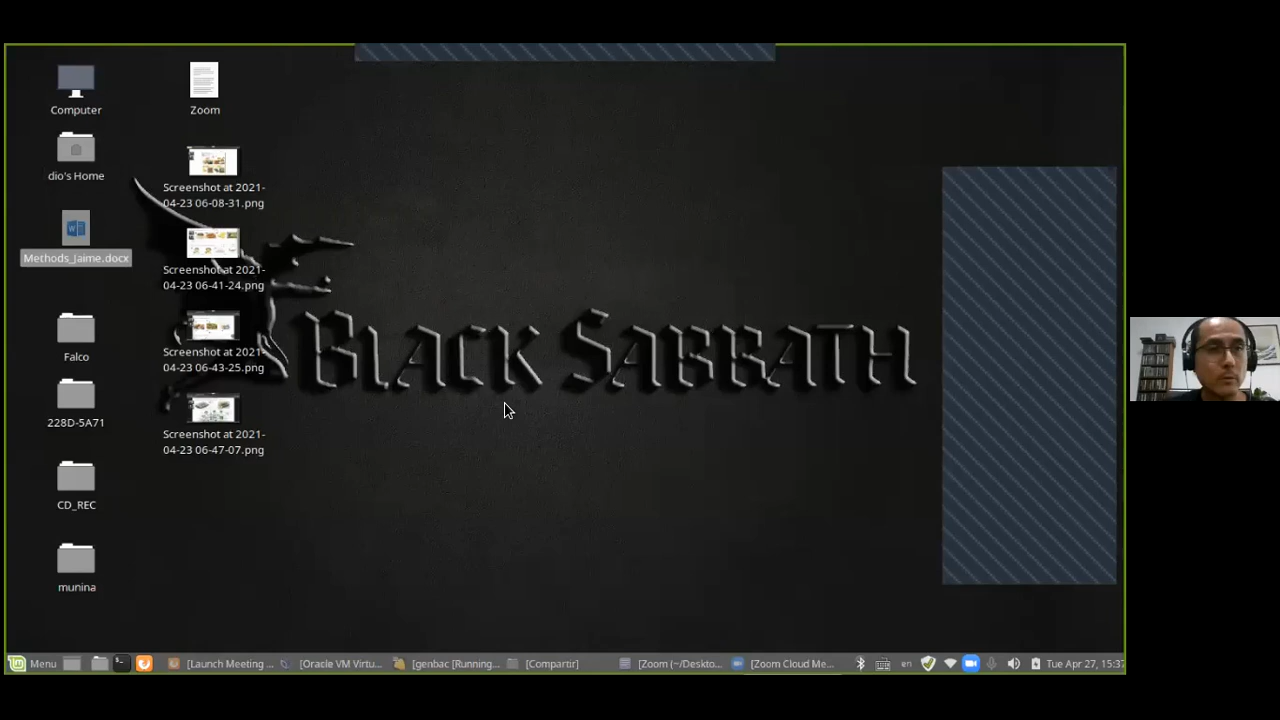 Computer
Zoom
dio's Home
Screenshot at 2021-
04-23 06-08-31.png
Methods_Jaime.docx
Screenshot at 2021-
04-23 06-41-24.png
Falco
Screenshot at 2021-
04-23 06-43-25.png
BLACK SABBATH
228D-5A71
Screenshot at 2021-
04-23 06-47-07.png
CD_REC
munina
Menu
[Launch Meeting ...
[Oracle VM Virtu...
[genbac [Running...
[Compartir]
[Zoom (~/Deskto...
[Zoom Cloud Me...
en
Tue Apr 27, 15:37